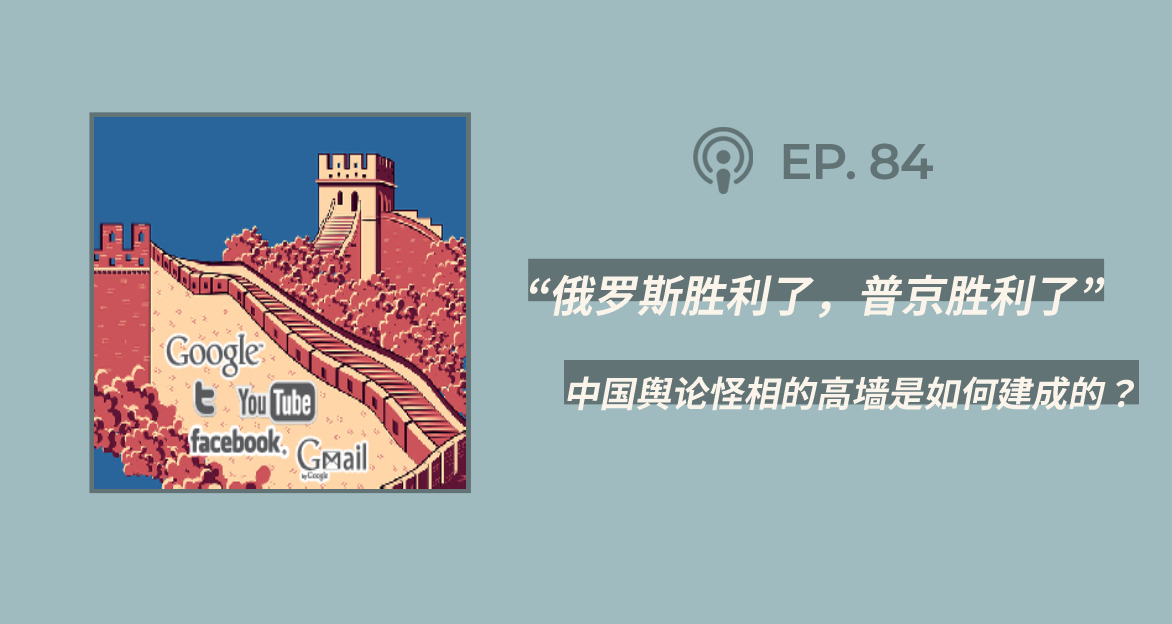 EP. 84
“俄罗斯胜利了，普京胜利了”
中国舆论怪相的高墙是如何建成的？
Google™
t
YouTube
facebook.
Gmail
by Google